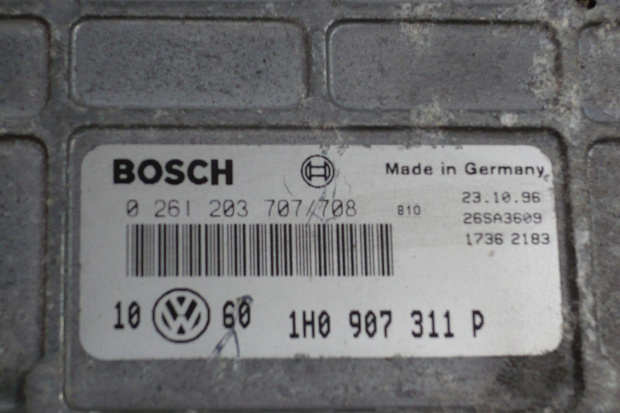 BOSCH Made in Germany
0 261 203 707/708 810 23.10.96
26SA3609
1736 2183
10 60 1H0 907 311 P